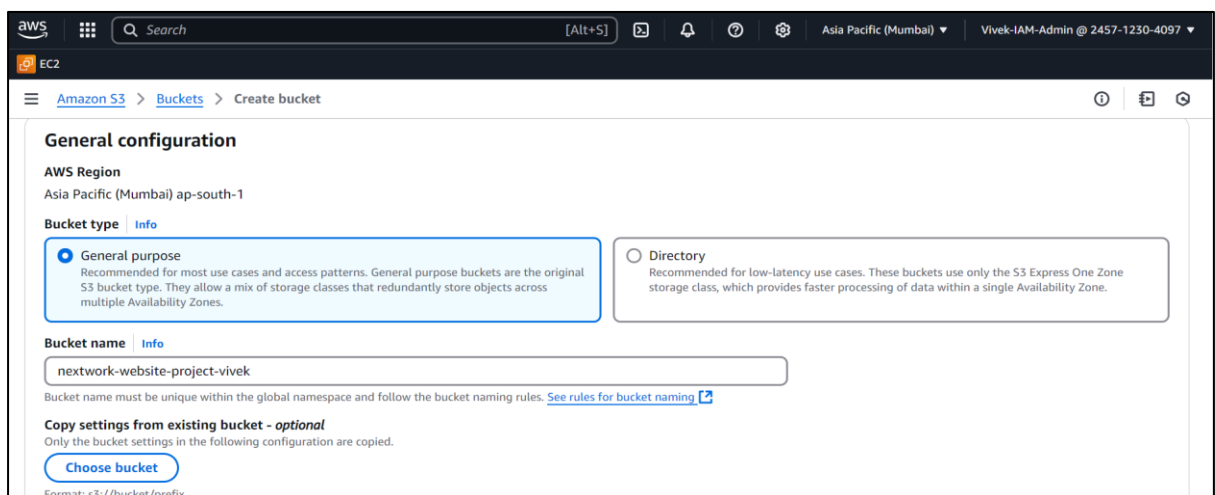 aws Search [Alt+S] Asia Pacific (Mumbai) ▼ Vivek-IAM-Admin @ 2457-1230-4097 ▼
EC2
Amazon S3 > Buckets > Create bucket
General configuration
AWS Region
Asia Pacific (Mumbai) ap-south-1
Bucket type Info
General purpose
Recommended for most use cases and access patterns. General purpose buckets are the original
S3 bucket type. They allow a mix of storage classes that redundantly store objects across
multiple Availability Zones.
Directory
Recommended for low-latency use cases. These buckets use only the S3 Express One Zone
storage class, which provides faster processing of data within a single Availability Zone.
Bucket name Info
nextwork-website-project-vivek
Bucket name must be unique within the global namespace and follow the bucket naming rules. See rules for bucket naming
Copy settings from existing bucket - optional
Only the bucket settings in the following configuration are copied.
Choose bucket
Format: s3://bucket/prefix